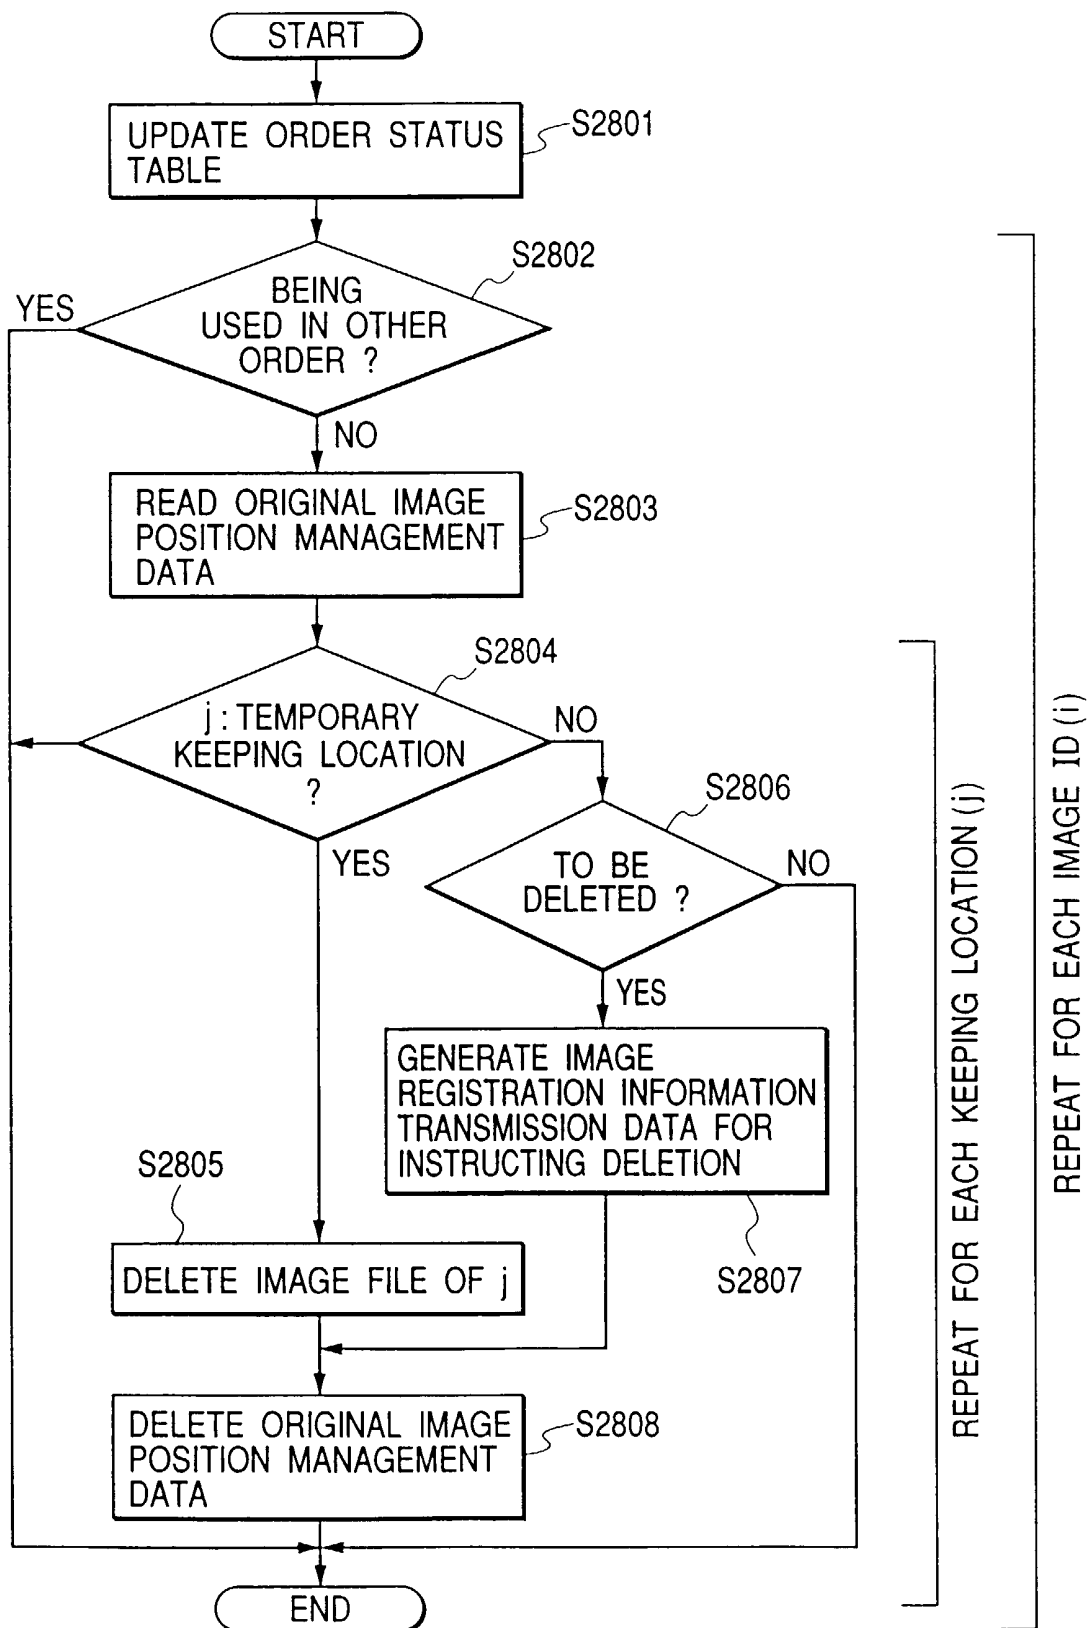 START
UPDATE ORDER STATUS
TABLE
S2801
S2802
BEING
USED IN OTHER
ORDER ?
YES
NO
READ ORIGINAL IMAGE
POSITION MANAGEMENT
DATA
S2803
S2804
j : TEMPORARY
KEEPING LOCATION
?
NO
YES
S2806
TO BE
DELETED ?
NO
YES
GENERATE IMAGE
REGISTRATION INFORMATION
TRANSMISSION DATA FOR
INSTRUCTING DELETION
S2807
S2805
DELETE IMAGE FILE OF j
DELETE ORIGINAL IMAGE
POSITION MANAGEMENT
DATA
S2808
END
REPEAT FOR EACH KEEPING LOCATION (j)
REPEAT FOR EACH IMAGE ID (i)